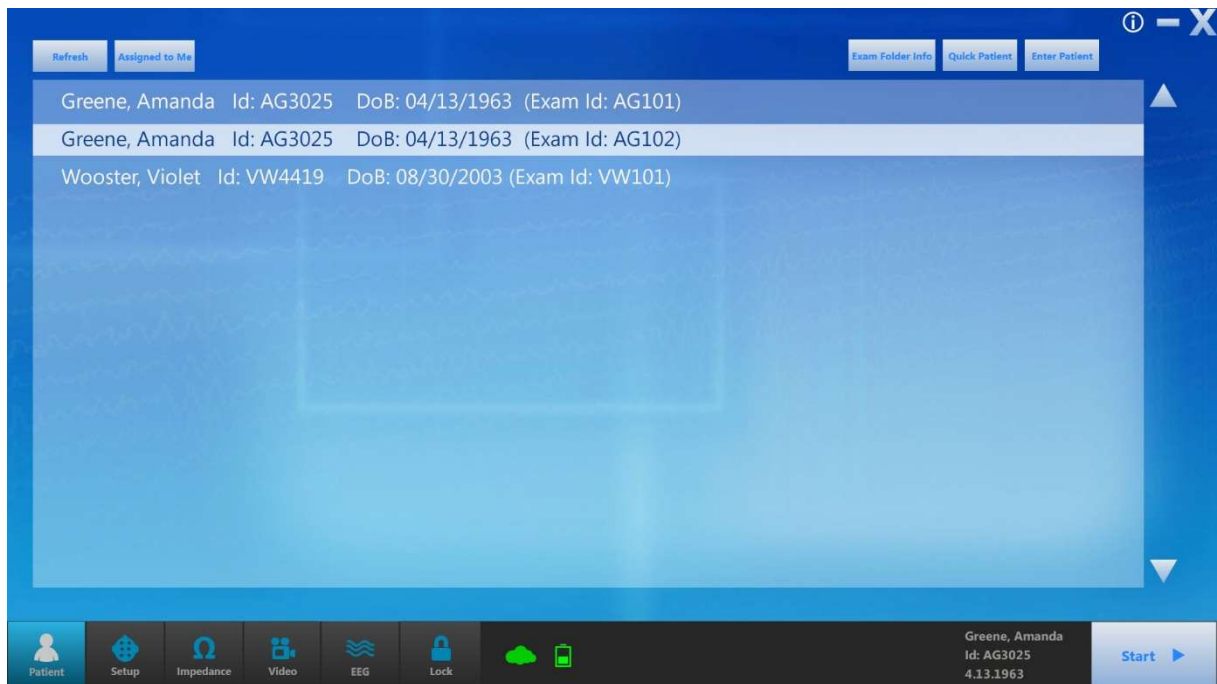 Refresh
Assigned to Me
Exam Folder Info
Quick Patient
Enter Patient
Greene, Amanda Id: AG3025 DoB: 04/13/1963 (Exam Id: AG101)
Greene, Amanda Id: AG3025 DoB: 04/13/1963 (Exam Id: AG102)
Wooster, Violet Id: VW4419 DoB: 08/30/2003 (Exam Id: VW101)
Patient
Setup
Impedance
Video
EEG
Lock
Greene, Amanda
Id: AG3025
4.13.1963
Start